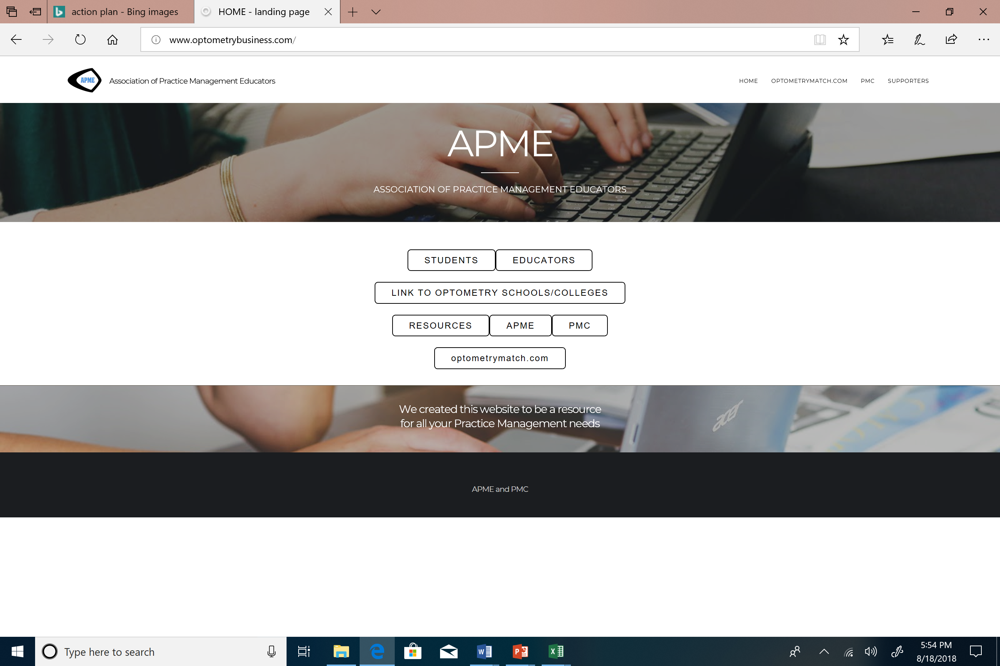 action plan - Bing images
HOME - landing page
www.optometrybusiness.com/
APME
Association of Practice Management Educators
HOME OPTOMETRYMATCH.COM PMC SUPPORTERS
APME
ASSOCIATION OF PRACTICE MANAGEMENT EDUCATORS
STUDENTS EDUCATORS
LINK TO OPTOMETRY SCHOOLS/COLLEGES
RESOURCES APME PMC
optometrymatch.com
We created this website to be a resource
for all your Practice Management needs
acer
APME and PMC
Type here to search
5:54 PM
8/18/2018